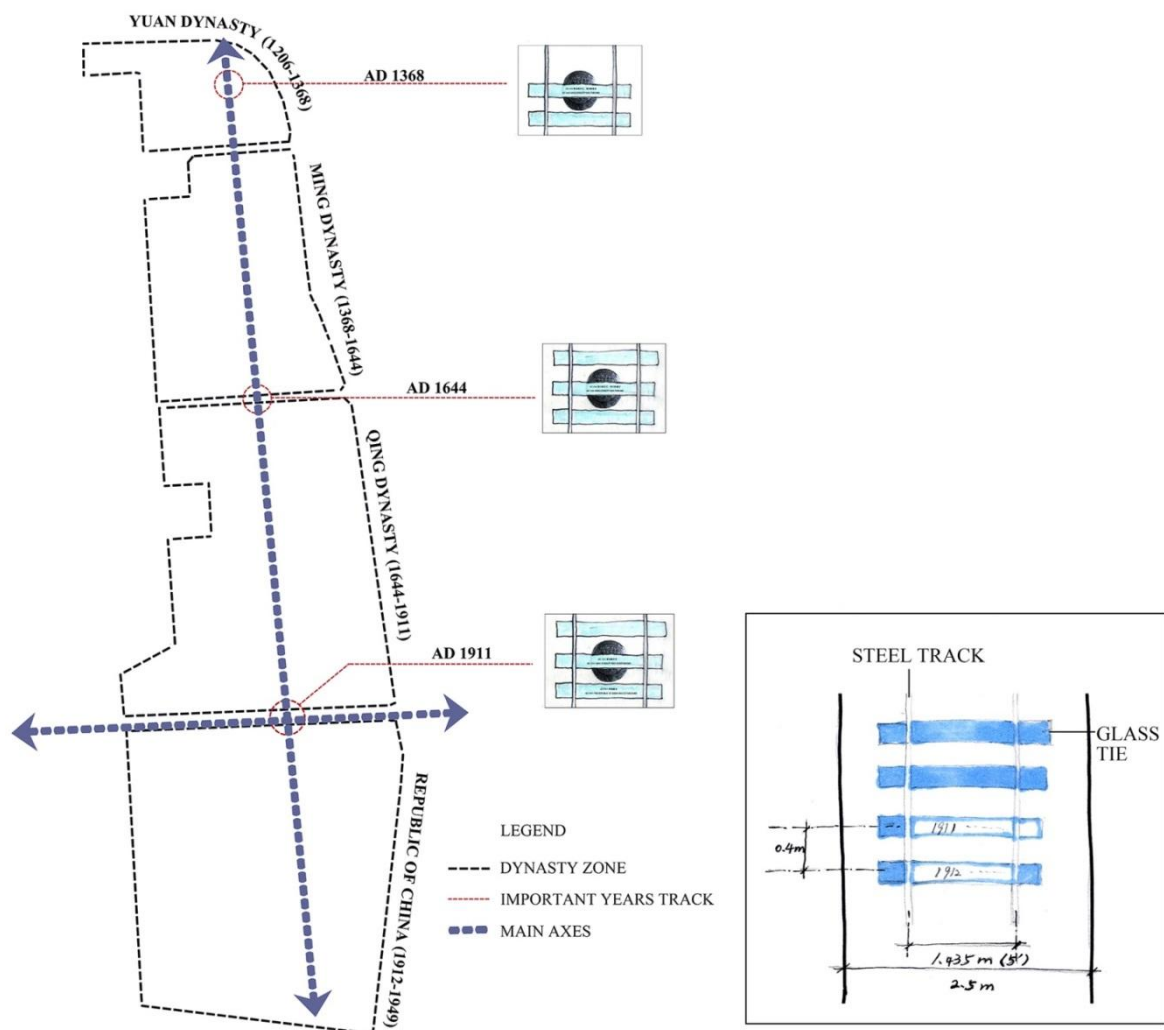 YUAN DYNASTY (1206-1368)
AD 1368
MING DYNASTY (1368-1644)
AD 1644
QING DYNASTY (1644-1911)
AD 1911
REPUBLIC OF CHINA (1912-1949)
LEGEND
DYNASTY ZONE
IMPORTANT YEARS TRACK
MAIN AXES
STEEL TRACK
GLASS
TIE
1911
0.4m
1912
1.435 m (5')
2.5 m